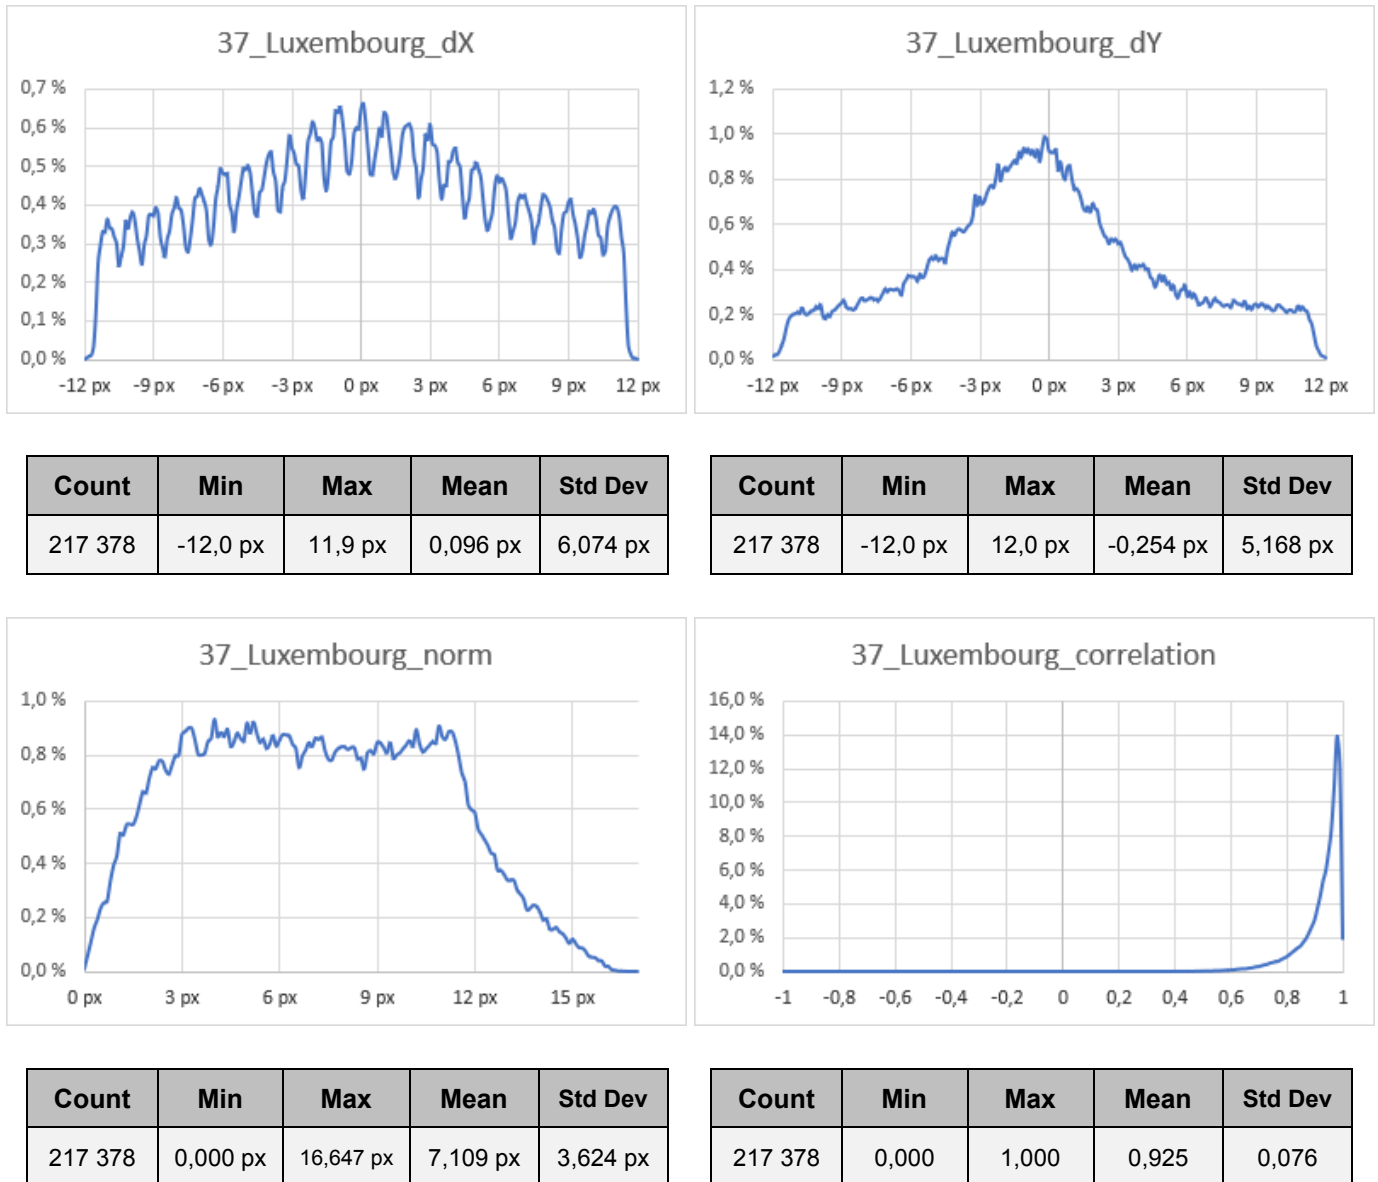 37_Luxembourg_dX
0,7 %
0,6 %
0,5 %
0,4 %
0,3 %
0,2 %
0,1 %
0,0 %
-12 px -9 px -6 px -3 px 0 px 3 px 6 px 9 px 12 px
37_Luxembourg_dY
1,2 %
1,0 %
0,8 %
0,6 %
0,4 %
0,2 %
0,0 %
-12 px -9 px -6 px -3 px 0 px 3 px 6 px 9 px 12 px
Count Min Max Mean Std Dev
217 378 -12,0 px 11,9 px 0,096 px 6,074 px
Count Min Max Mean Std Dev
217 378 -12,0 px 12,0 px -0,254 px 5,168 px
37_Luxembourg_norm
1,0 %
0,8 %
0,6 %
0,4 %
0,2 %
0,0 %
0 px 3 px 6 px 9 px 12 px 15 px
37_Luxembourg_correlation
16,0 %
14,0 %
12,0 %
10,0 %
8,0 %
6,0 %
4,0 %
2,0 %
0,0 %
-1 -0,8 -0,6 -0,4 -0,2 0 0,2 0,4 0,6 0,8 1
Count Min Max Mean Std Dev
217 378 0,000 px 16,647 px 7,109 px 3,624 px
Count Min Max Mean Std Dev
217 378 0,000 1,000 0,925 0,076